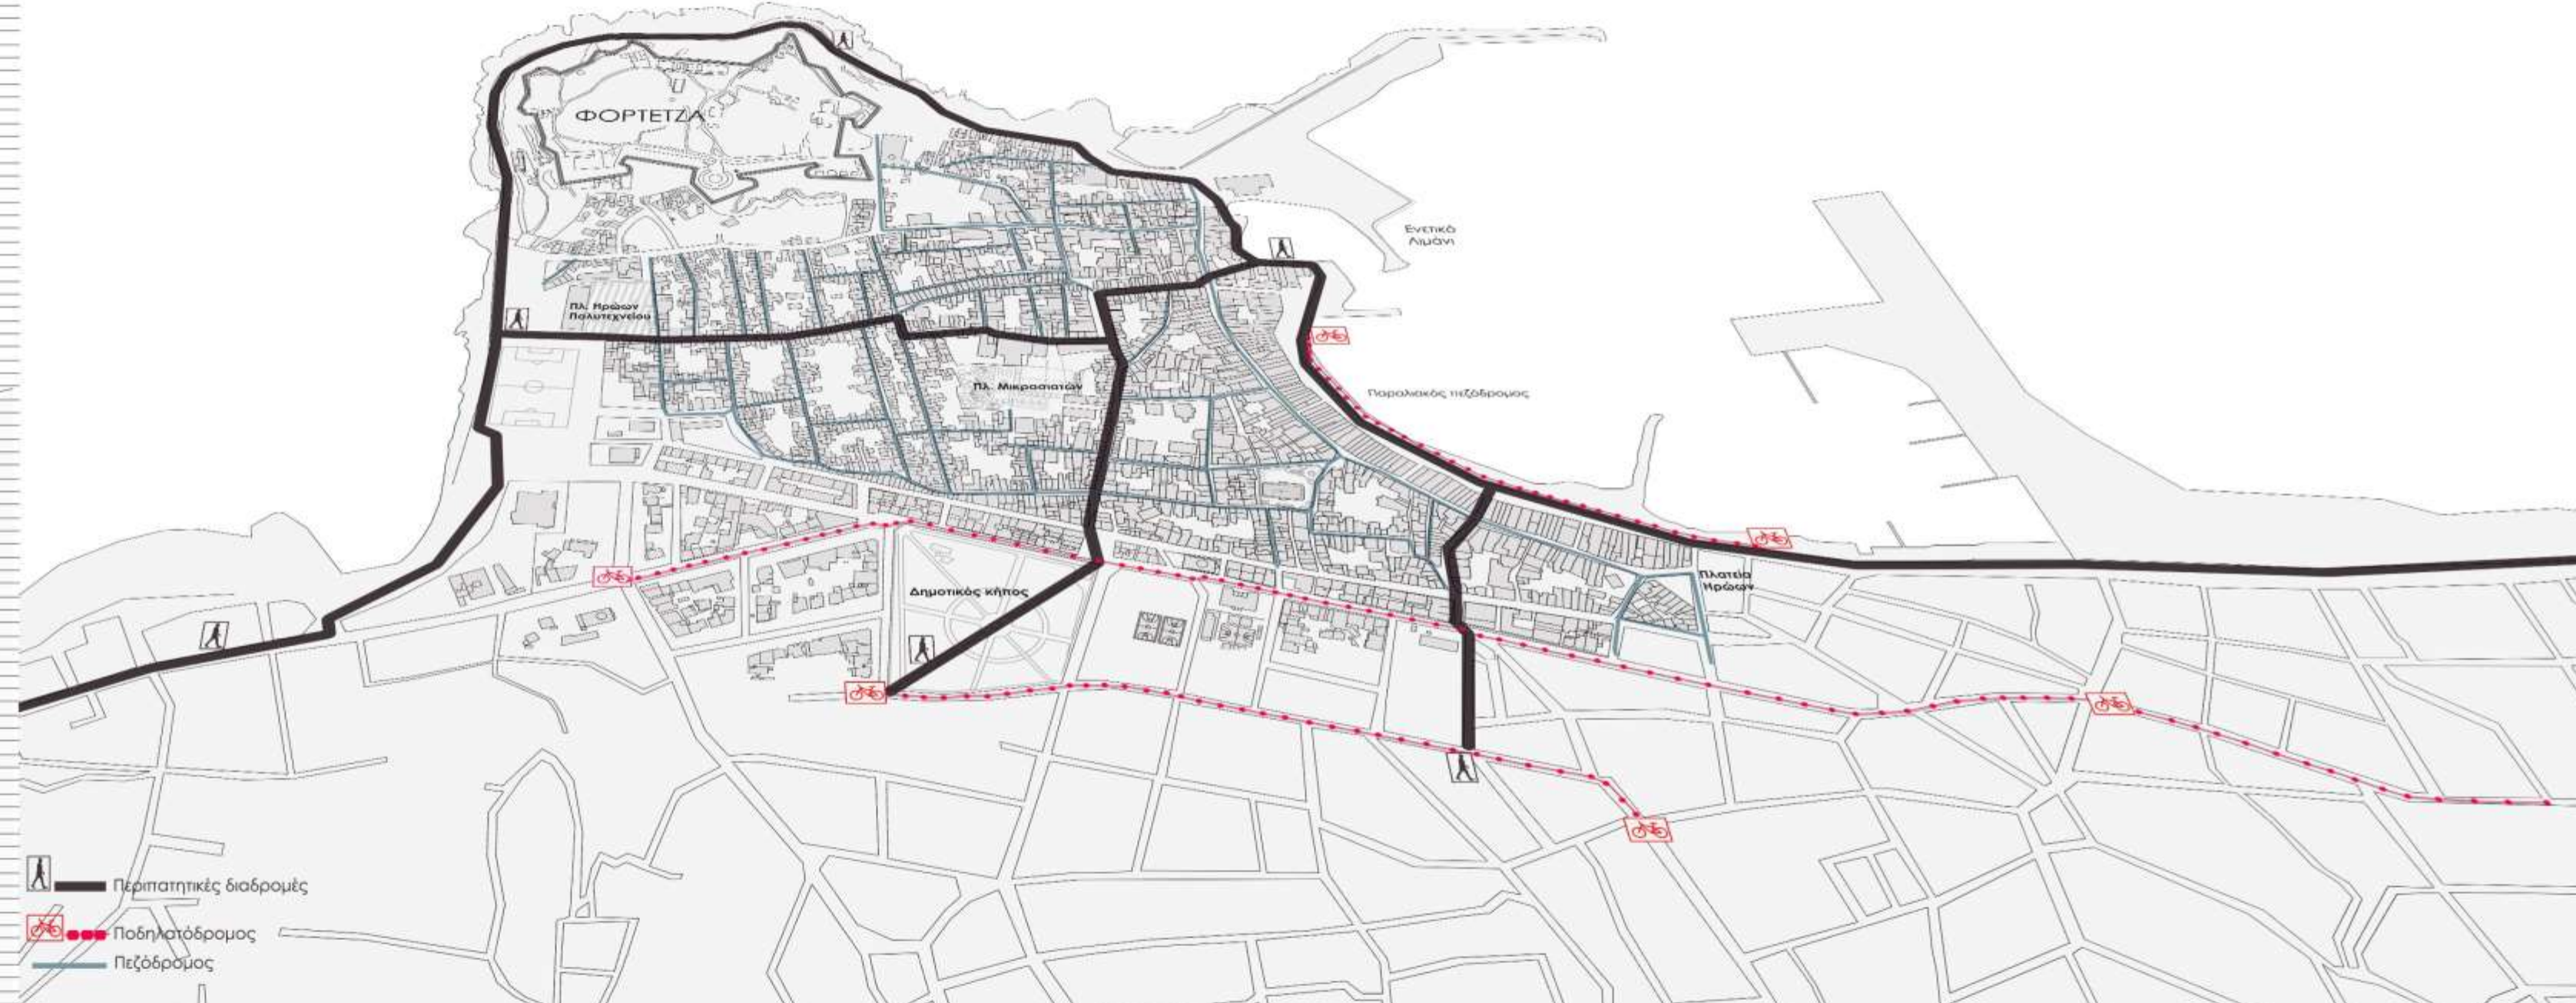 ΦΟΡΤΕΤΖΑ
Ενετικό
Λιμάνι
Πλ. Ηρώων
Πολυτεχνείου
Πλ. Μικρασιατών
Παραλιακός πεζόδρομος
Πλατεία
Ηρώων
Δημοτικός κήπος
Περιπατητικές διαδρομές
Ποδηλατόδρομος
Πεζόδρομος